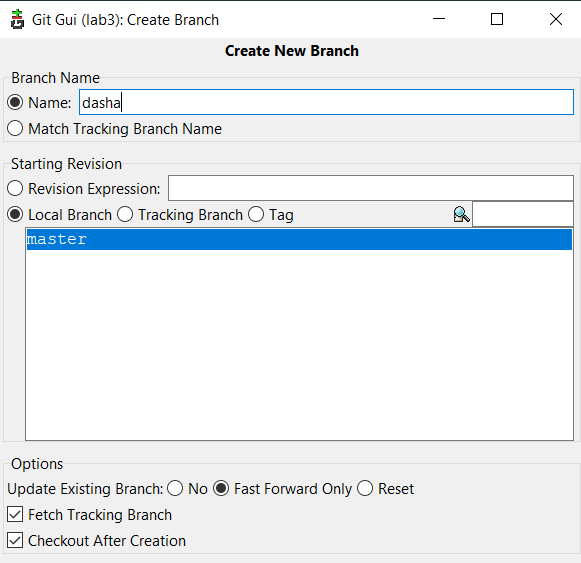 Git Gui (lab3): Create Branch
Create New Branch
Branch Name
Name: dasha
Match Tracking Branch Name
Starting Revision
Revision Expression:
Local Branch Tracking Branch Tag
master
Options
Update Existing Branch: No Fast Forward Only Reset
Fetch Tracking Branch
Checkout After Creation